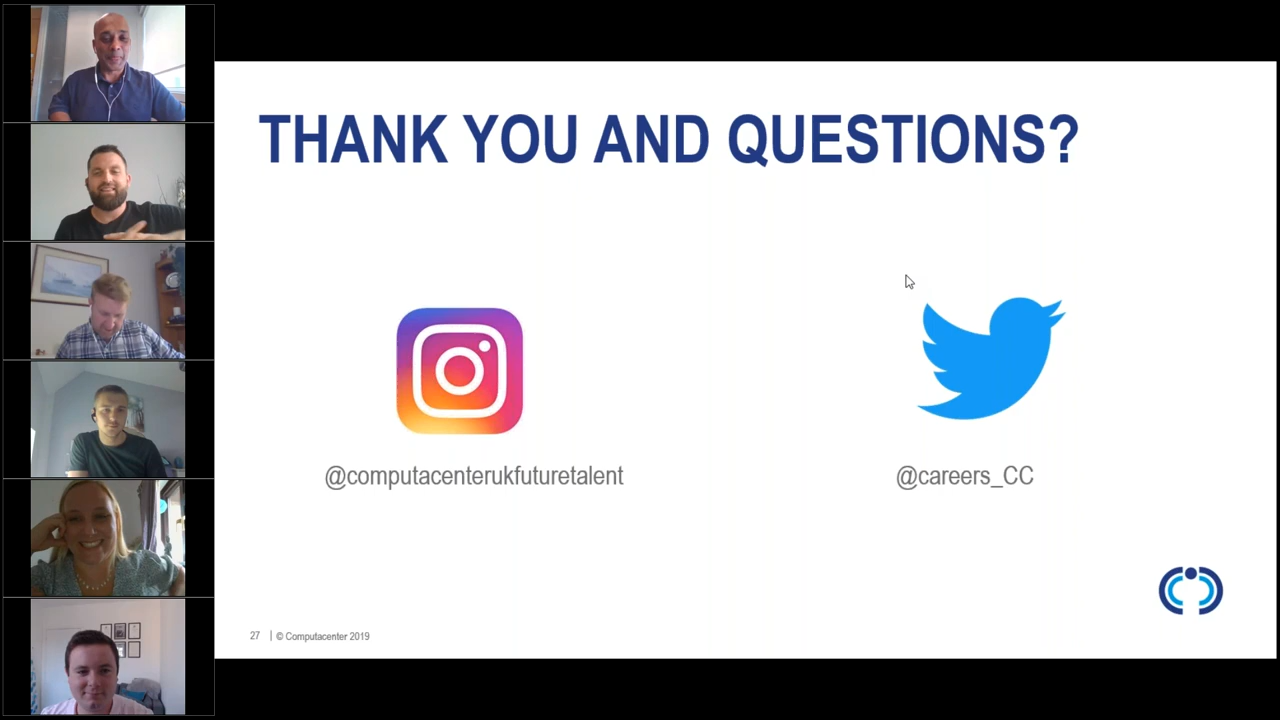 THANK YOU AND QUESTIONS?
@computacenterukfuturetalent
@careers_CC
27 | © Computacenter 2019